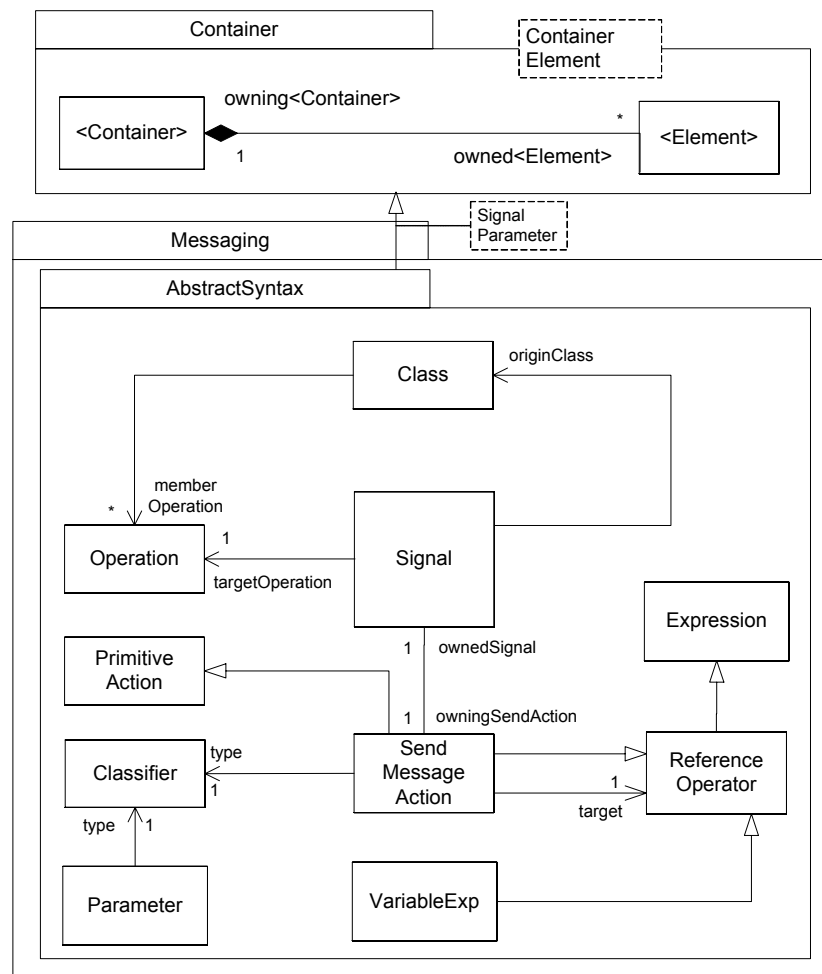 Container
Container
Element
owning<Container>
<Container>
*
<Element>
1
owned<Element>
Signal
Parameter
Messaging
AbstractSyntax
Class
originClass
member
Operation
*
Operation
1
targetOperation
Signal
Expression
1
ownedSignal
Primitive
Action
1
owningSendAction
Classifier
type
1
Send
Message
Action
1
target
Reference
Operator
type
1
Parameter
VariableExp